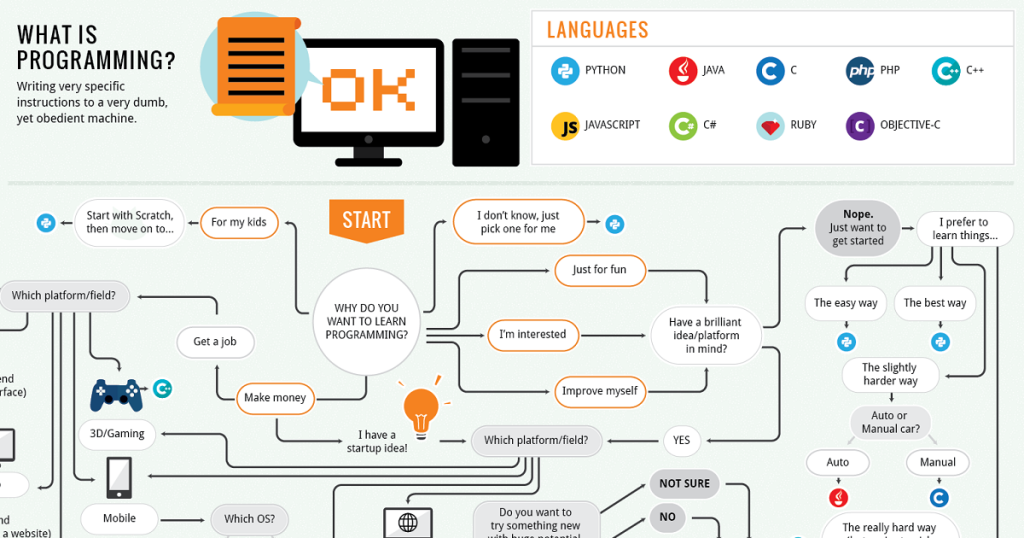 WHAT IS
PROGRAMMING?
Writing very specific
instructions to a very dumb,
yet obedient machine.
OK
LANGUAGES
PYTHON
JAVA
C
C
php
PHP
C++
C++
JS
JAVASCRIPT
C#
C#
RUBY
C
OBJECTIVE-C
START
Start with Scratch,
then move on to...
For my kids
I don't know, just
pick one for me
Nope.
Just want to
get started
I prefer to
learn things...
Just for fun
Which platform/field?
WHY DO YOU
WANT TO LEARN
PROGRAMMING?
The easy way
The best way
Get a job
I'm interested
Have a brilliant
idea/platform
in mind?
The slightly
harder way
C++
Make money
Improve myself
rface)
Auto or
Manual car?
3D/Gaming
I have a
startup idea!
Which platform/field?
YES
Auto
Manual
C
NOT SURE
Mobile
Which OS?
Do you want to
try something new
NO
The really hard way
a website)